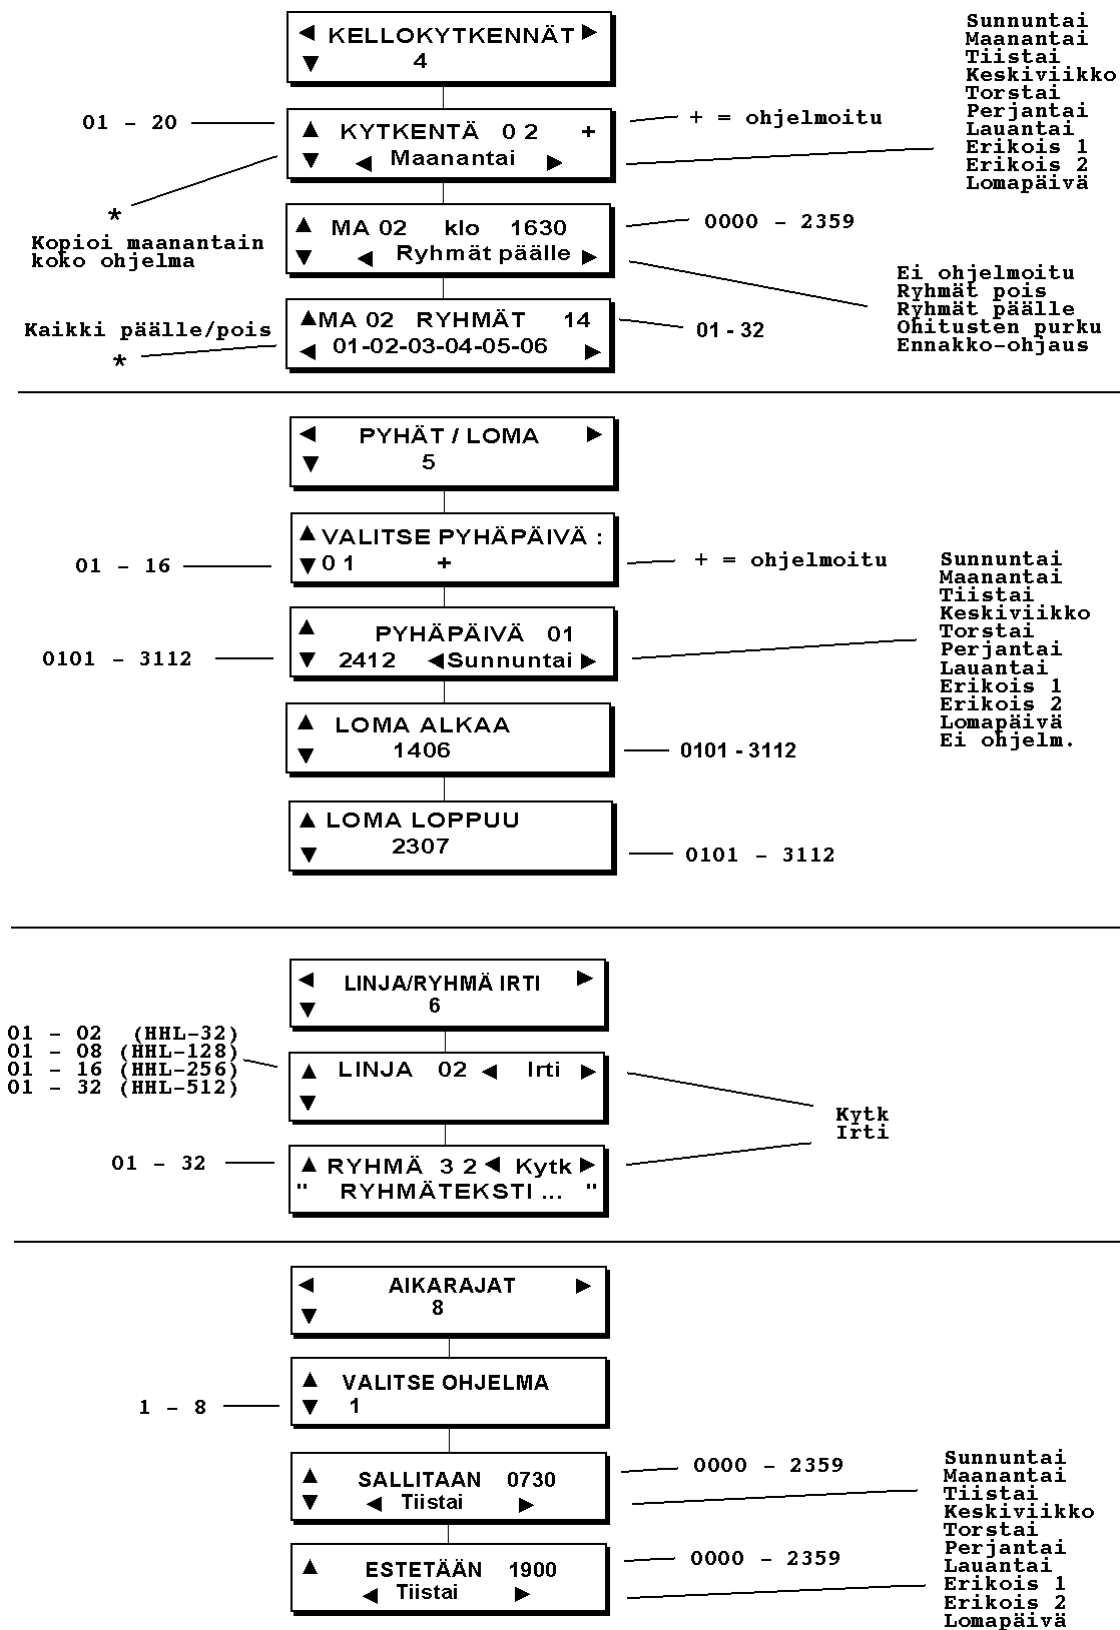 ◄ KELLOKYTKENNÄT ►
▼ 4
Sunnuntai
Maanantai
Tiistai
Keskiviikko
Torstai
Perjantai
Lauantai
Erikois 1
Erikois 2
Lomapäivä
01 - 20
▲ KYTKENTÄ 0 2 +
▼ ◄ Maanantai ►
+ = ohjelmoitu
*
Kopioi maanantain
koko ohjelma
▲ MA 02 klo 1630
▼ ◄ Ryhmät päälle ►
0000 - 2359
Ei ohjelmoitu
Ryhmät pois
Ryhmät päälle
Ohitusten purku
Ennakko-ohjaus
Kaikki päälle/pois
*
▲MA 02 RYHMÄT 14
◄ 01-02-03-04-05-06 ►
01 - 32
◄ PYHÄT / LOMA ►
▼ 5
01 - 16
▲ VALITSE PYHÄPÄIVÄ :
▼ 0 1 +
+ = ohjelmoitu
Sunnuntai
Maanantai
Tiistai
Keskiviikko
Torstai
Perjantai
Lauantai
Erikois 1
Erikois 2
Lomapäivä
Ei ohjelm.
0101 - 3112
▲ PYHÄPÄIVÄ 01
▼ 2412 ◄Sunnuntai ►
▲ LOMA ALKAA
▼ 1406
0101 - 3112
▲ LOMA LOPPUU
▼ 2307
0101 - 3112
◄ LINJA/RYHMÄ IRTI ►
▼ 6
01 - 02 (HHL-32)
01 - 08 (HHL-128)
01 - 16 (HHL-256)
01 - 32 (HHL-512)
▲ LINJA 02 ◄ Irti ►
▼
Kytk
Irti
01 - 32
▲ RYHMÄ 3 2 ◄ Kytk ►
" RYHMÄTEKSTI ... "
◄ AIKARAJAT ►
▼ 8
1 - 8
▲ VALITSE OHJELMA
▼ 1
▲ SALLITAAN 0730
▼ ◄ Tiistai ►
0000 - 2359
▲ ESTETÄÄN 1900
◄ Tiistai ►
0000 - 2359
Sunnuntai
Maanantai
Tiistai
Keskiviikko
Torstai
Perjantai
Lauantai
Erikois 1
Erikois 2
Lomapäivä